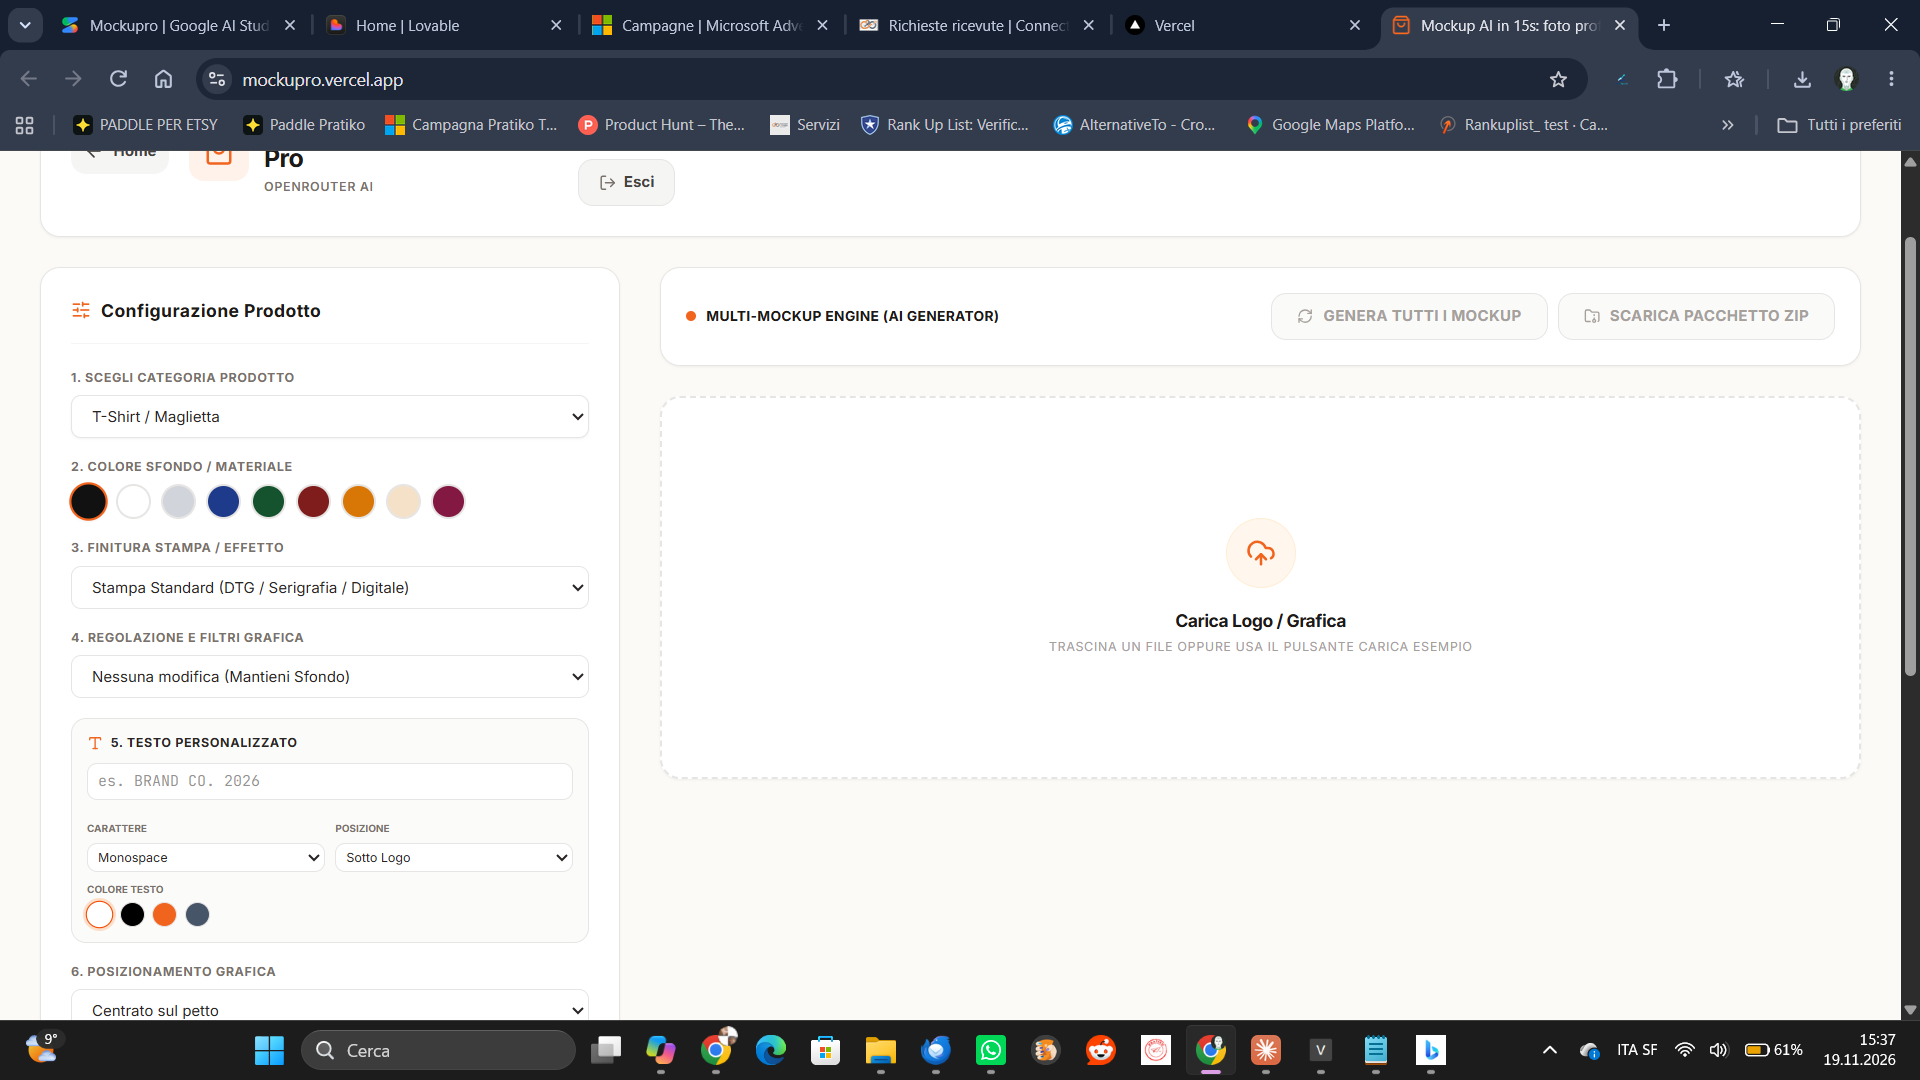 Mockupro | Google AI Stud
Home | Lovable
Campagne | Microsoft Adve
Richieste ricevute | Connect
Vercel
Mockup AI in 15s: foto prof
mockupro.vercel.app
PADDLE PER ETSY
Paddle Pratiko
Campagna Pratiko T...
Product Hunt – The...
Servizi
Rank Up List: Verific...
AlternativeTo - Cro...
Google Maps Platfo...
Rankuplist_ test · Ca...
»
Tutti i preferiti
Home
Pro
OPENROUTER AI
Esci
Configurazione Prodotto
1. SCEGLI CATEGORIA PRODOTTO
T-Shirt / Maglietta
2. COLORE SFONDO / MATERIALE
3. FINITURA STAMPA / EFFETTO
Stampa Standard (DTG / Serigrafia / Digitale)
4. REGOLAZIONE E FILTRI GRAFICA
Nessuna modifica (Mantieni Sfondo)
5. TESTO PERSONALIZZATO
es. BRAND CO. 2026
CARATTERE
POSIZIONE
Monospace
Sotto Logo
COLORE TESTO
6. POSIZIONAMENTO GRAFICA
Centrato sul petto
MULTI-MOCKUP ENGINE (AI GENERATOR)
GENERA TUTTI I MOCKUP
SCARICA PACCHETTO ZIP
Carica Logo / Grafica
TRASCINA UN FILE OPPURE USA IL PULSANTE CARICA ESEMPIO
9°
Cerca
V
ITA SF
61%
15:37
19.11.2026